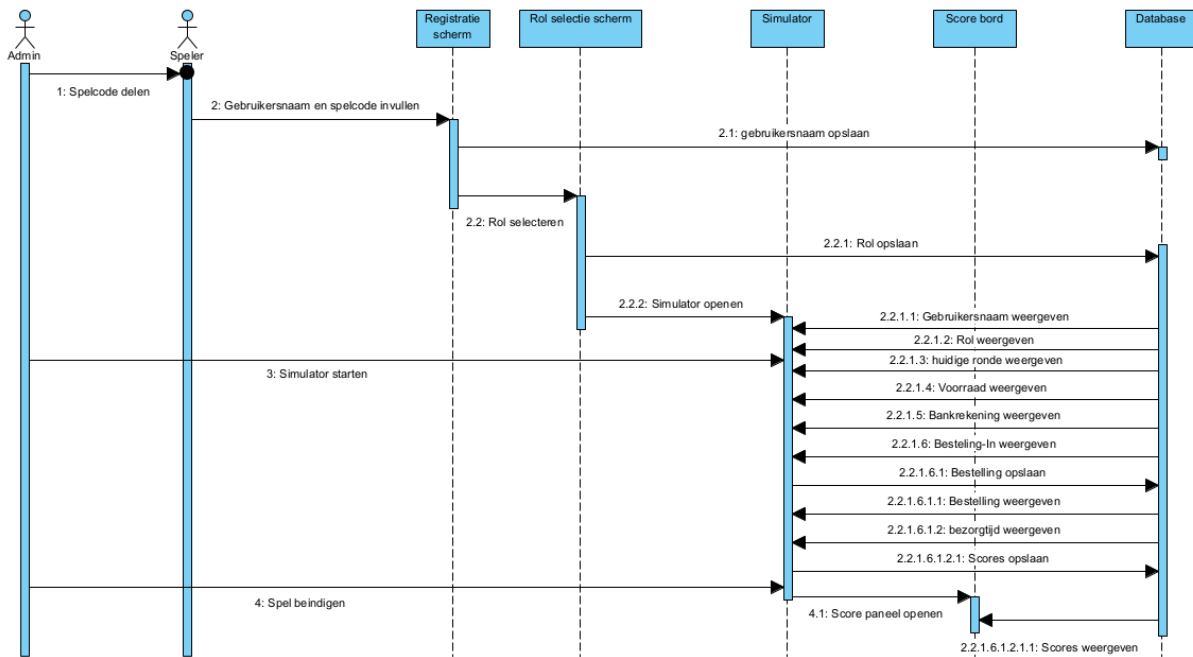 Registratie
scherm
Rol selectie scherm
Simulator
Score bord
Database
Admin
Speler
1: Spelcode delen
2: Gebruikersnaam en spelcode invullen
2.1: gebruikersnaam opslaan
2.2: Rol selecteren
2.2.1: Rol opslaan
2.2.2: Simulator openen
2.2.1.1: Gebruikersnaam weergeven
2.2.1.2: Rol weergeven
2.2.1.3: huidige ronde weergeven
3: Simulator starten
2.2.1.4: Voorraad weergeven
2.2.1.5: Bankrekening weergeven
2.2.1.6: Besteling-In weergeven
2.2.1.6.1: Bestelling opslaan
2.2.1.6.1.1: Bestelling weergeven
2.2.1.6.1.2: bezorgtijd weergeven
2.2.1.6.1.2.1: Scores opslaan
4: Spel beindigen
4.1: Score paneel openen
2.2.1.6.1.2.1.1: Scores weergeven